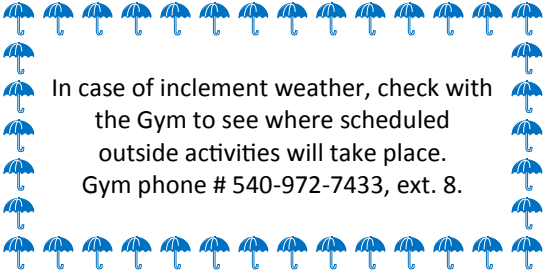 In case of inclement weather, check with
the Gym to see where scheduled
outside activities will take place.
Gym phone # 540-972-7433, ext. 8.